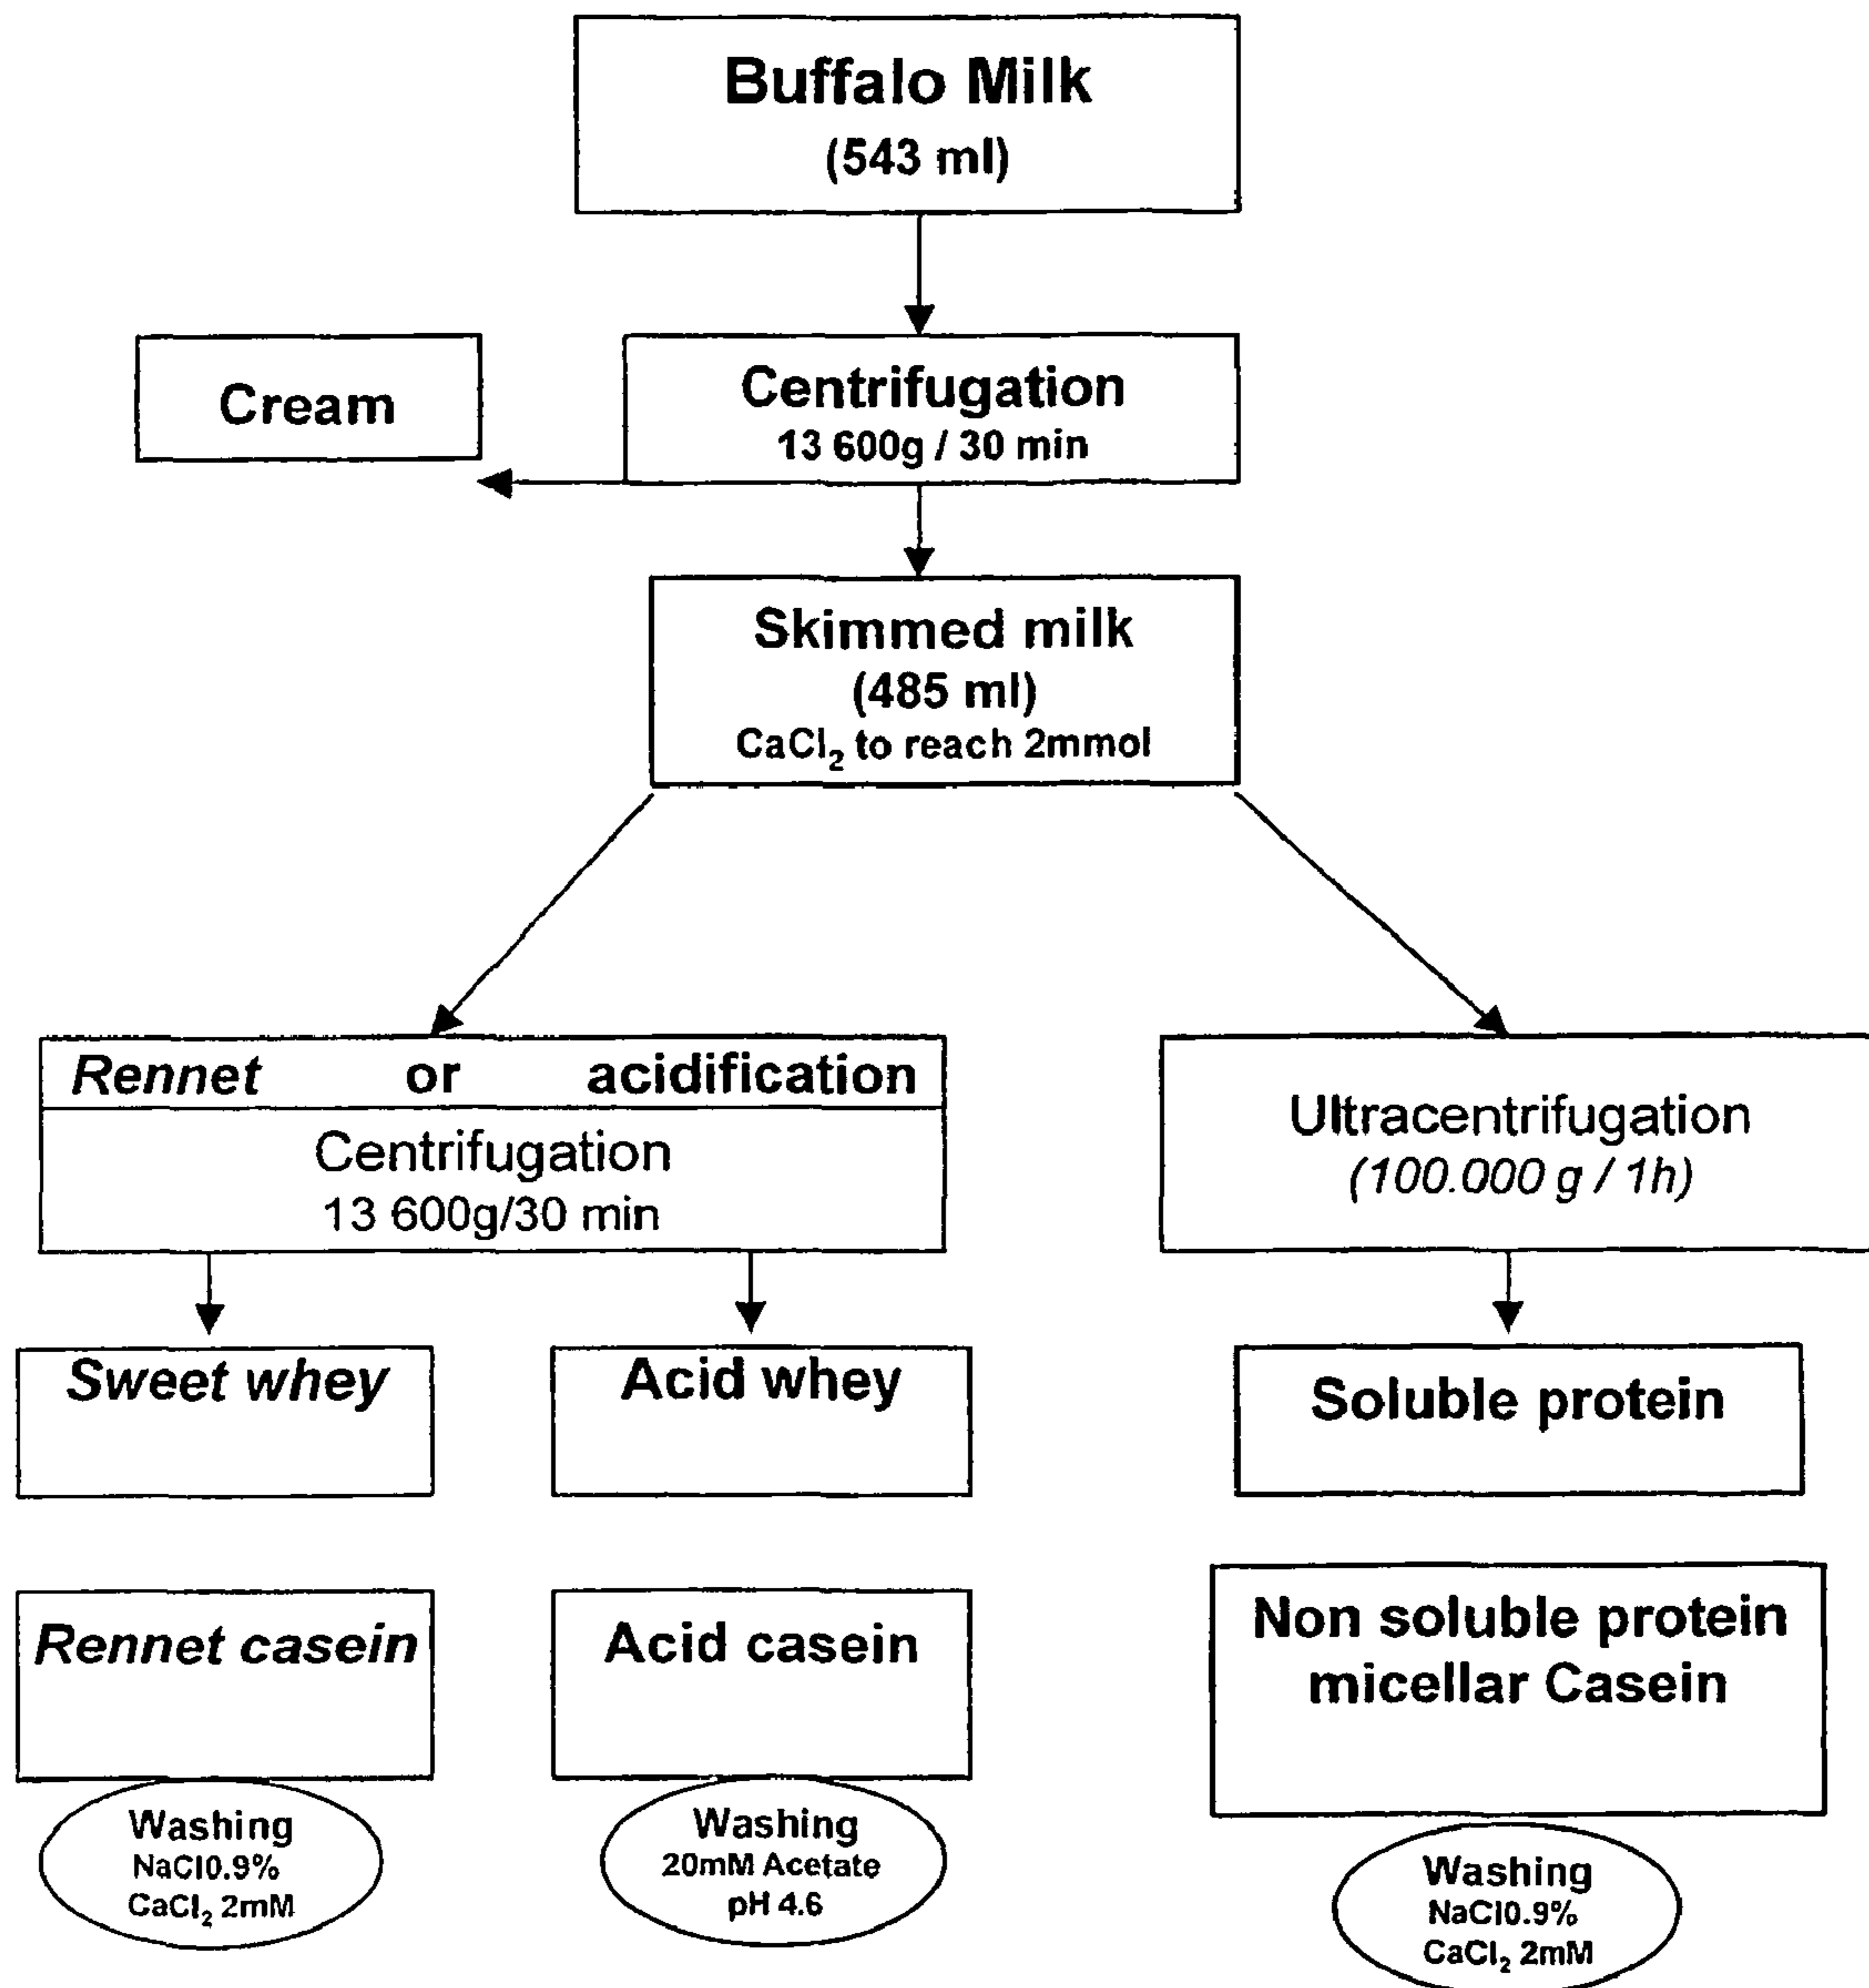 Buffalo Milk
(543 ml)
Cream
Centrifugation
13 600g / 30 min
Skimmed milk
(485 ml)
CaCl₂ to reach 2mmol
Rennet or acidification
Centrifugation
13 600g/30 min
Ultracentrifugation
(100.000 g / 1h)
Sweet whey
Acid whey
Soluble protein
Rennet casein
Acid casein
Non soluble protein
micellar Casein
Washing
NaCl0.9%
CaCl₂ 2mM
Washing
20mM Acetate
pH 4.6
Washing
NaCl0.9%
CaCl₂ 2mM